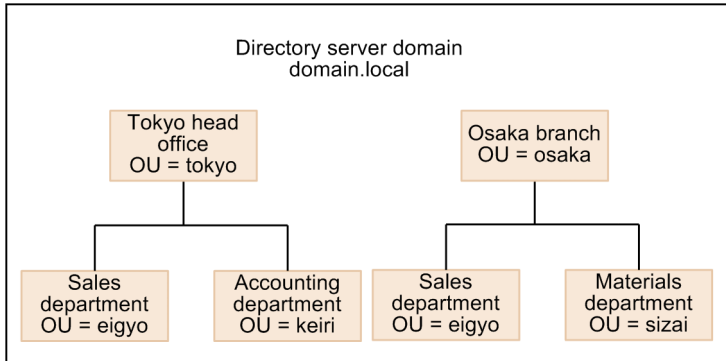 Directory server domain
domain.local
Tokyo head
office
OU = tokyo
Osaka branch
OU = osaka
Sales
department
OU = eigyo
Accounting
department
OU = keiri
Sales
department
OU = eigyo
Materials
department
OU = sizai